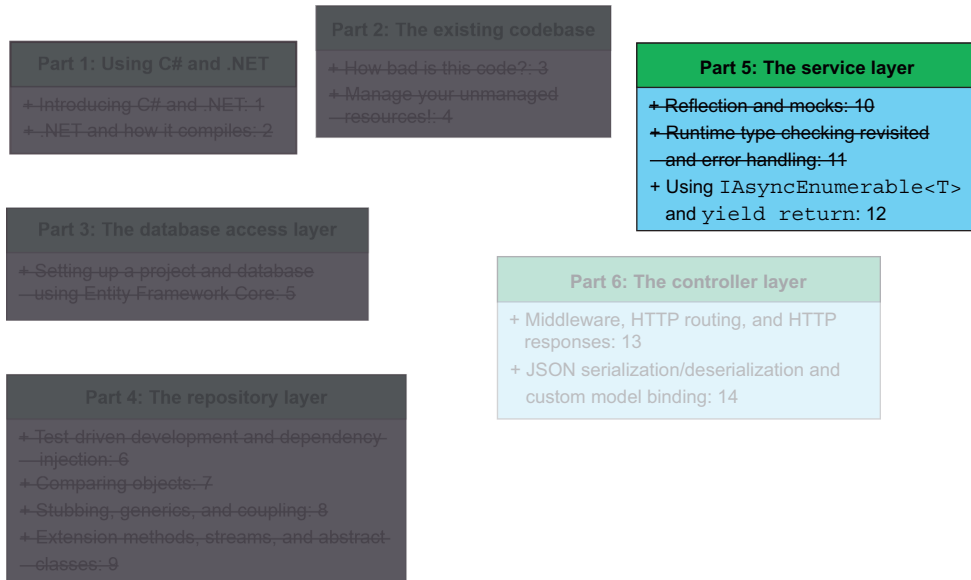 Part 1: Using C# and .NET
+ Introducing C# and .NET: 1
+ .NET and how it compiles: 2
Part 2: The existing codebase
+ How bad is this code?: 3
+ Manage your unmanaged
resources!: 4
Part 5: The service layer
+ Reflection and mocks: 10
+ Runtime type checking revisited
and error handling: 11
+ Using IAsyncEnumerable<T>
and yield return: 12
Part 3: The database access layer
+ Setting up a project and database
using Entity Framework Core: 5
Part 6: The controller layer
+ Middleware, HTTP routing, and HTTP
responses: 13
+ JSON serialization/deserialization and
custom model binding: 14
Part 4: The repository layer
+ Test-driven development and dependency
injection: 6
+ Comparing objects: 7
+ Stubbing, generics, and coupling: 8
+ Extension methods, streams, and abstract
classes: 9